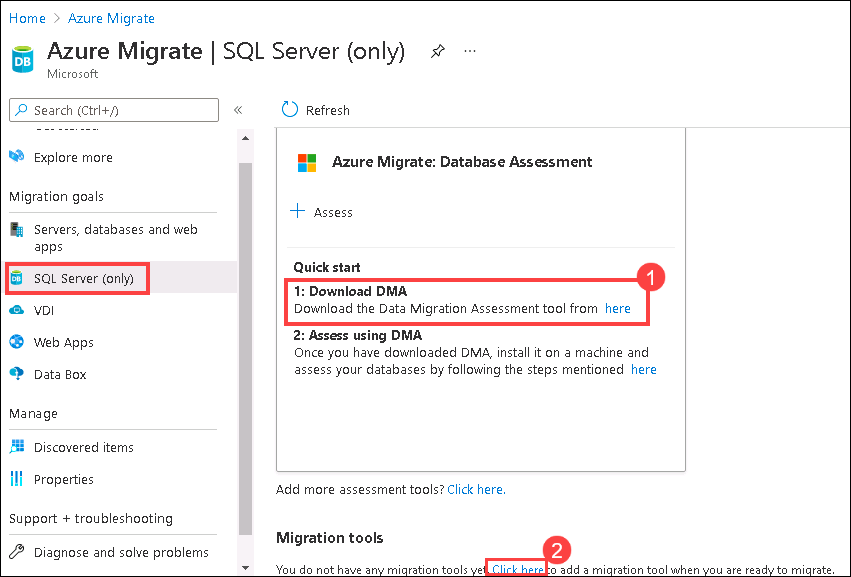 Home > Azure Migrate
Azure Migrate | SQL Server (only)
Microsoft
Search (Ctrl+/)
«
Refresh
Explore more
Migration goals
Servers, databases and web
apps
SQL Server (only)
VDI
Web Apps
Data Box
Manage
Discovered items
Properties
Support + troubleshooting
Diagnose and solve problems
Azure Migrate: Database Assessment
+ Assess
Quick start
1
1: Download DMA
Download the Data Migration Assessment tool from here
2: Assess using DMA
Once you have downloaded DMA, install it on a machine and
assess your databases by following the steps mentioned here
Add more assessment tools? Click here.
Migration tools
2
You do not have any migration tools yet. Click here to add a migration tool when you are ready to migrate.